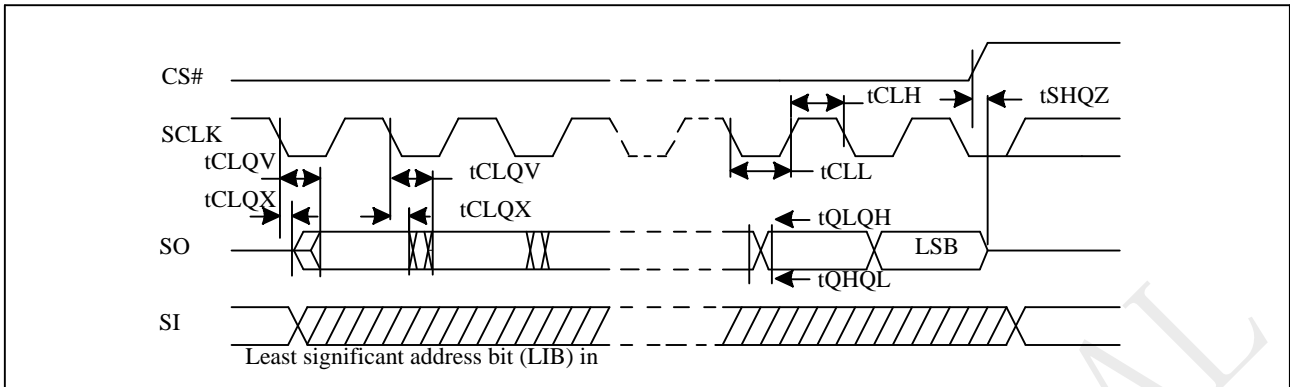 CS#
tCLH
tSHQZ
SCLK
tCLQV
tCLQV
tCLL
tCLQX
tCLQX
tQLQH
SO
LSB
tQHQL
SI
Least significant address bit (LIB) in